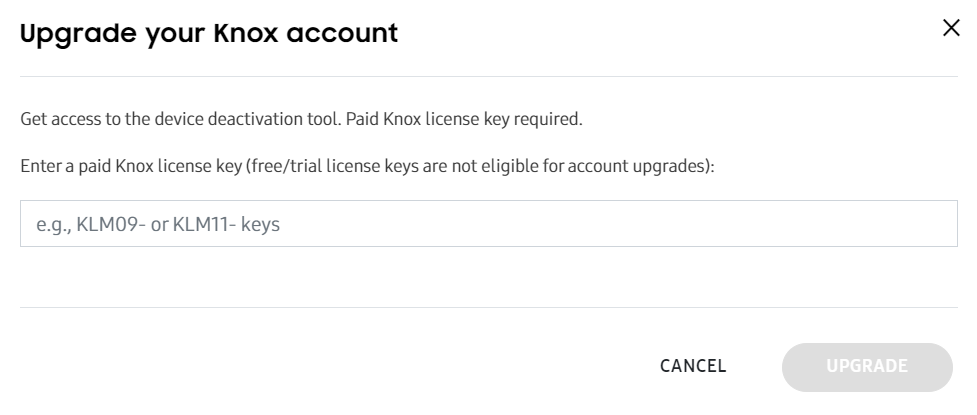 Upgrade your Knox account
Get access to the device deactivation tool. Paid Knox license key required.
Enter a paid Knox license key (free/trial license keys are not eligible for account upgrades):
e.g., KLM09- or KLM11- keys
CANCEL
UPGRADE